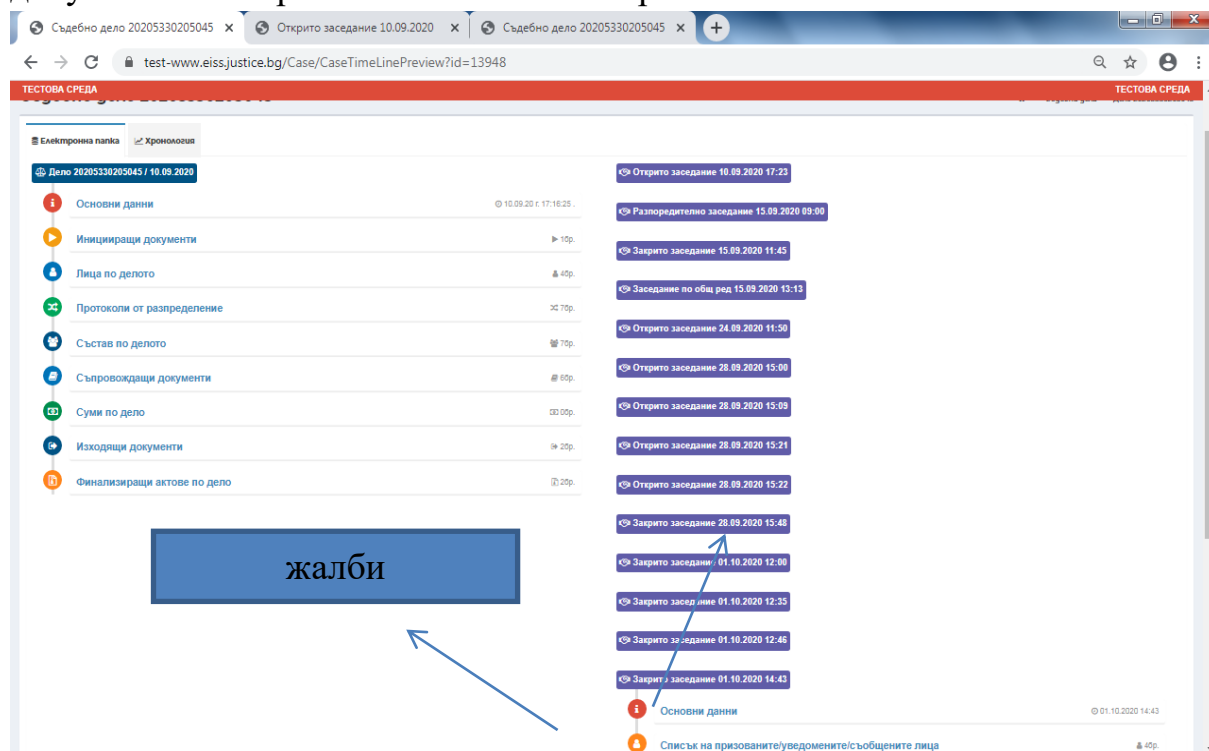 Съдебно дело 20205330205045 x
Открито заседание 10.09.2020 x
Съдебно дело 20205330205045 x
test-www.eiss.justice.bg/Case/CaseTimeLinePreview?id=13948
ТЕСТОВА СРЕДА
ТЕСТОВА СРЕДА
Електронна папка
Хронология
Дело 20205330205045 / 10.09.2020
Основни данни
10.09.20 г. 17:16:25 .
Иницииращи документи
1бр.
Лица по делото
4бр.
Протоколи от разпределение
7бр.
Състав по делото
7бр.
Съпровождащи документи
6бр.
Суми по дело
0бр.
Изходящи документи
2бр.
Финализиращи актове по дело
2бр.
жалби
Открито заседание 10.09.2020 17:23
Разпоредително заседание 15.09.2020 09:00
Закрито заседание 15.09.2020 11:45
Заседание по общ ред 15.09.2020 13:13
Открито заседание 24.09.2020 11:50
Открито заседание 28.09.2020 15:00
Открито заседание 28.09.2020 15:09
Открито заседание 28.09.2020 15:21
Открито заседание 28.09.2020 15:22
Закрито заседание 28.09.2020 15:48
Закрито заседание 01.10.2020 12:00
Закрито заседание 01.10.2020 12:35
Закрито заседание 01.10.2020 12:46
Закрито заседание 01.10.2020 14:43
Основни данни
01.10.2020 14:43
Списък на призованите/уведомените/съобщените лица
4бр.